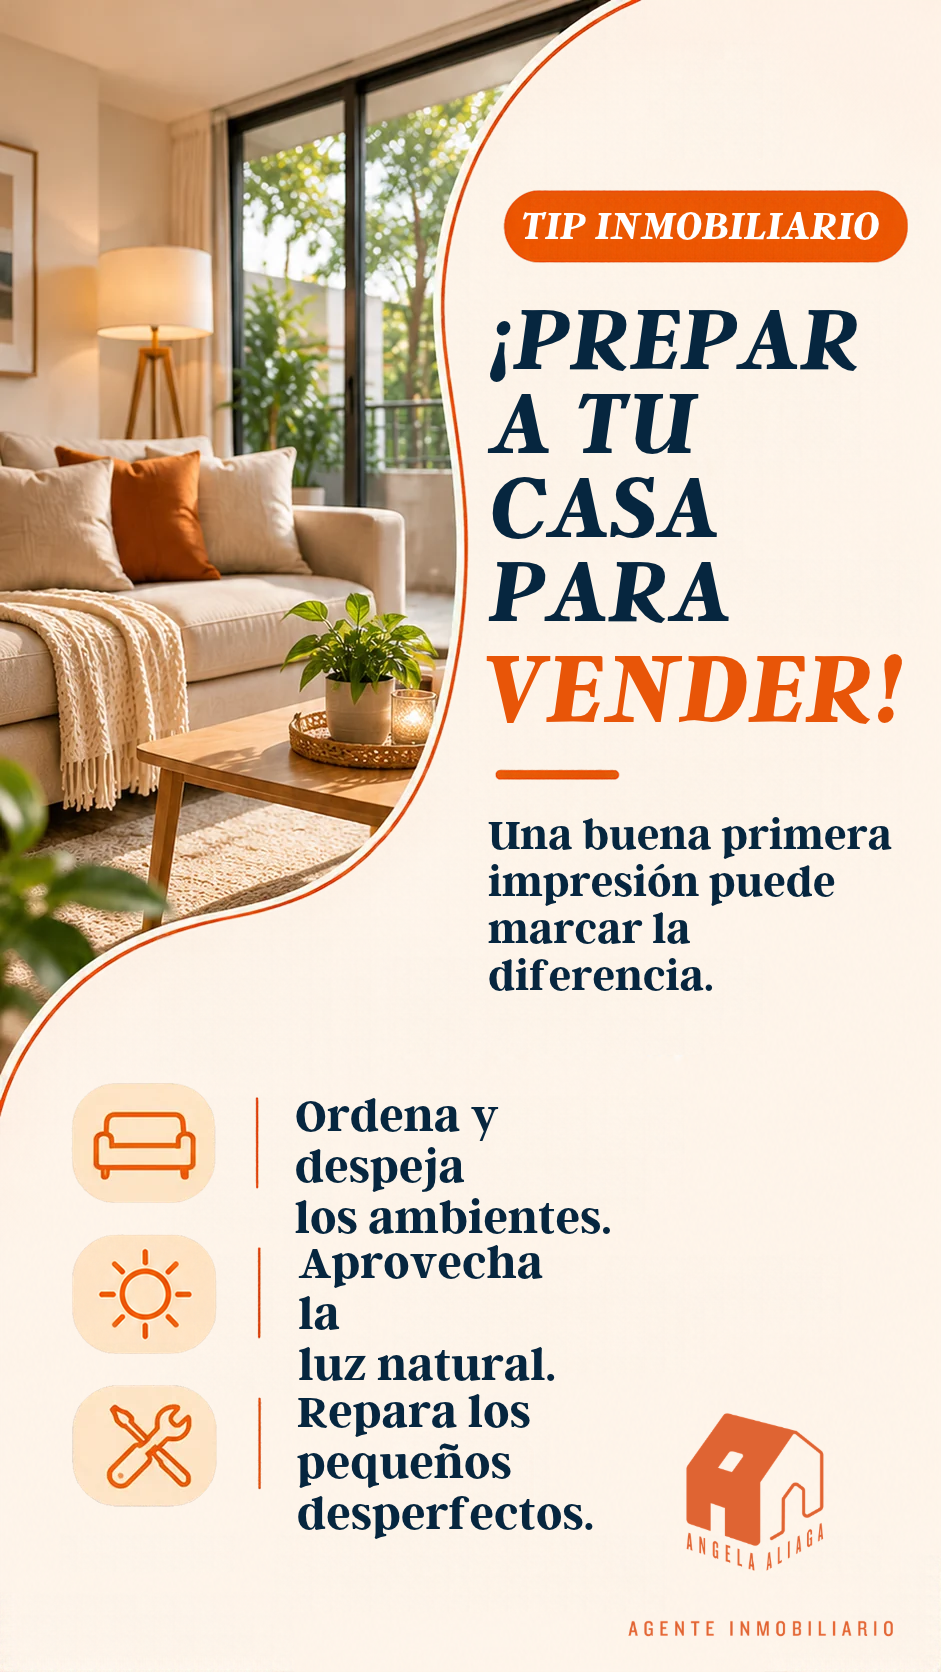 TIP INMOBILIARIO
¡PREPAR
A TU
CASA
PARA
VENDER!
Una buena primera
impresión puede
marcar la
diferencia.
Ordena y
despeja
los ambientes.
Aprovecha
la
luz natural.
Repara los
pequeños
desperfectos.
ANGELA ALIAGA
AGENTE INMOBILIARIO